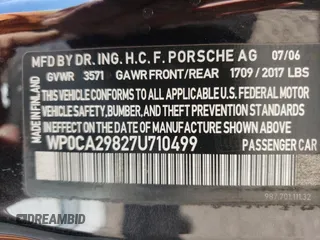 MFD BY DR. ING. H.C. F. PORSCHE AG 07/06
GVWR 3571 GAWR FRONT/REAR 1709 / 2017 LBS
MADE IN FINLAND
THIS VEHICLE CONFORMS TO ALL APPLICABLE U.S. FEDERAL MOTOR
VEHICLE SAFETY, BUMPER, AND THEFT PREVENTION STANDARDS
IN EFFECT ON THE DATE OF MANUFACTURE SHOWN ABOVE.
WP0CA29827U710499 PASSENGER CAR
IDREAMBID